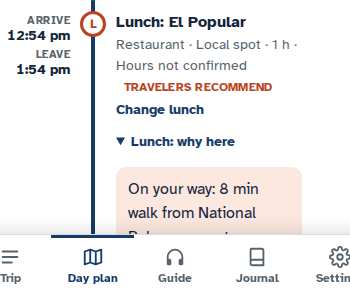 ARRIVE
12:54 pm
LEAVE
1:54 pm
L
Lunch: El Popular
Restaurant · Local spot · 1 h ·
Hours not confirmed
TRAVELERS RECOMMEND
Change lunch
▼ Lunch: why here
On your way: 8 min
walk from National
Trip
Day plan
Guide
Journal